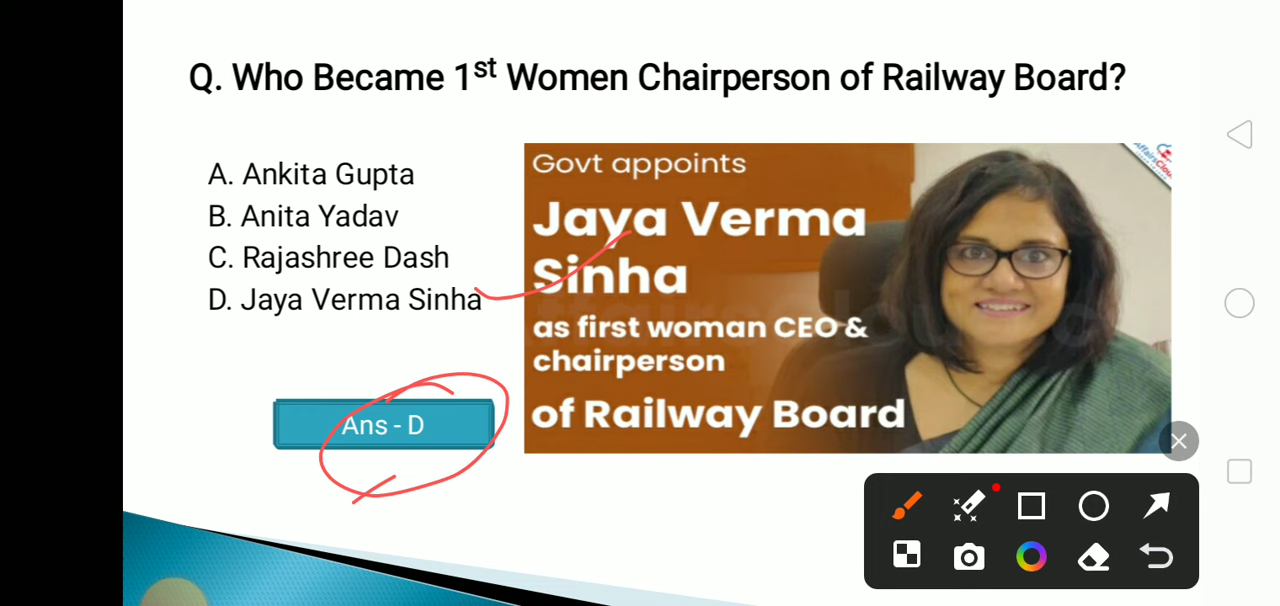 Q. Who Became 1st Women Chairperson of Railway Board?
A. Ankita Gupta
B. Anita Yadav
C. Rajashree Dash
D. Jaya Verma Sinha
Ans - D
Govt appoints
Jaya Verma
Sinha
as first woman CEO &
chairperson
of Railway Board